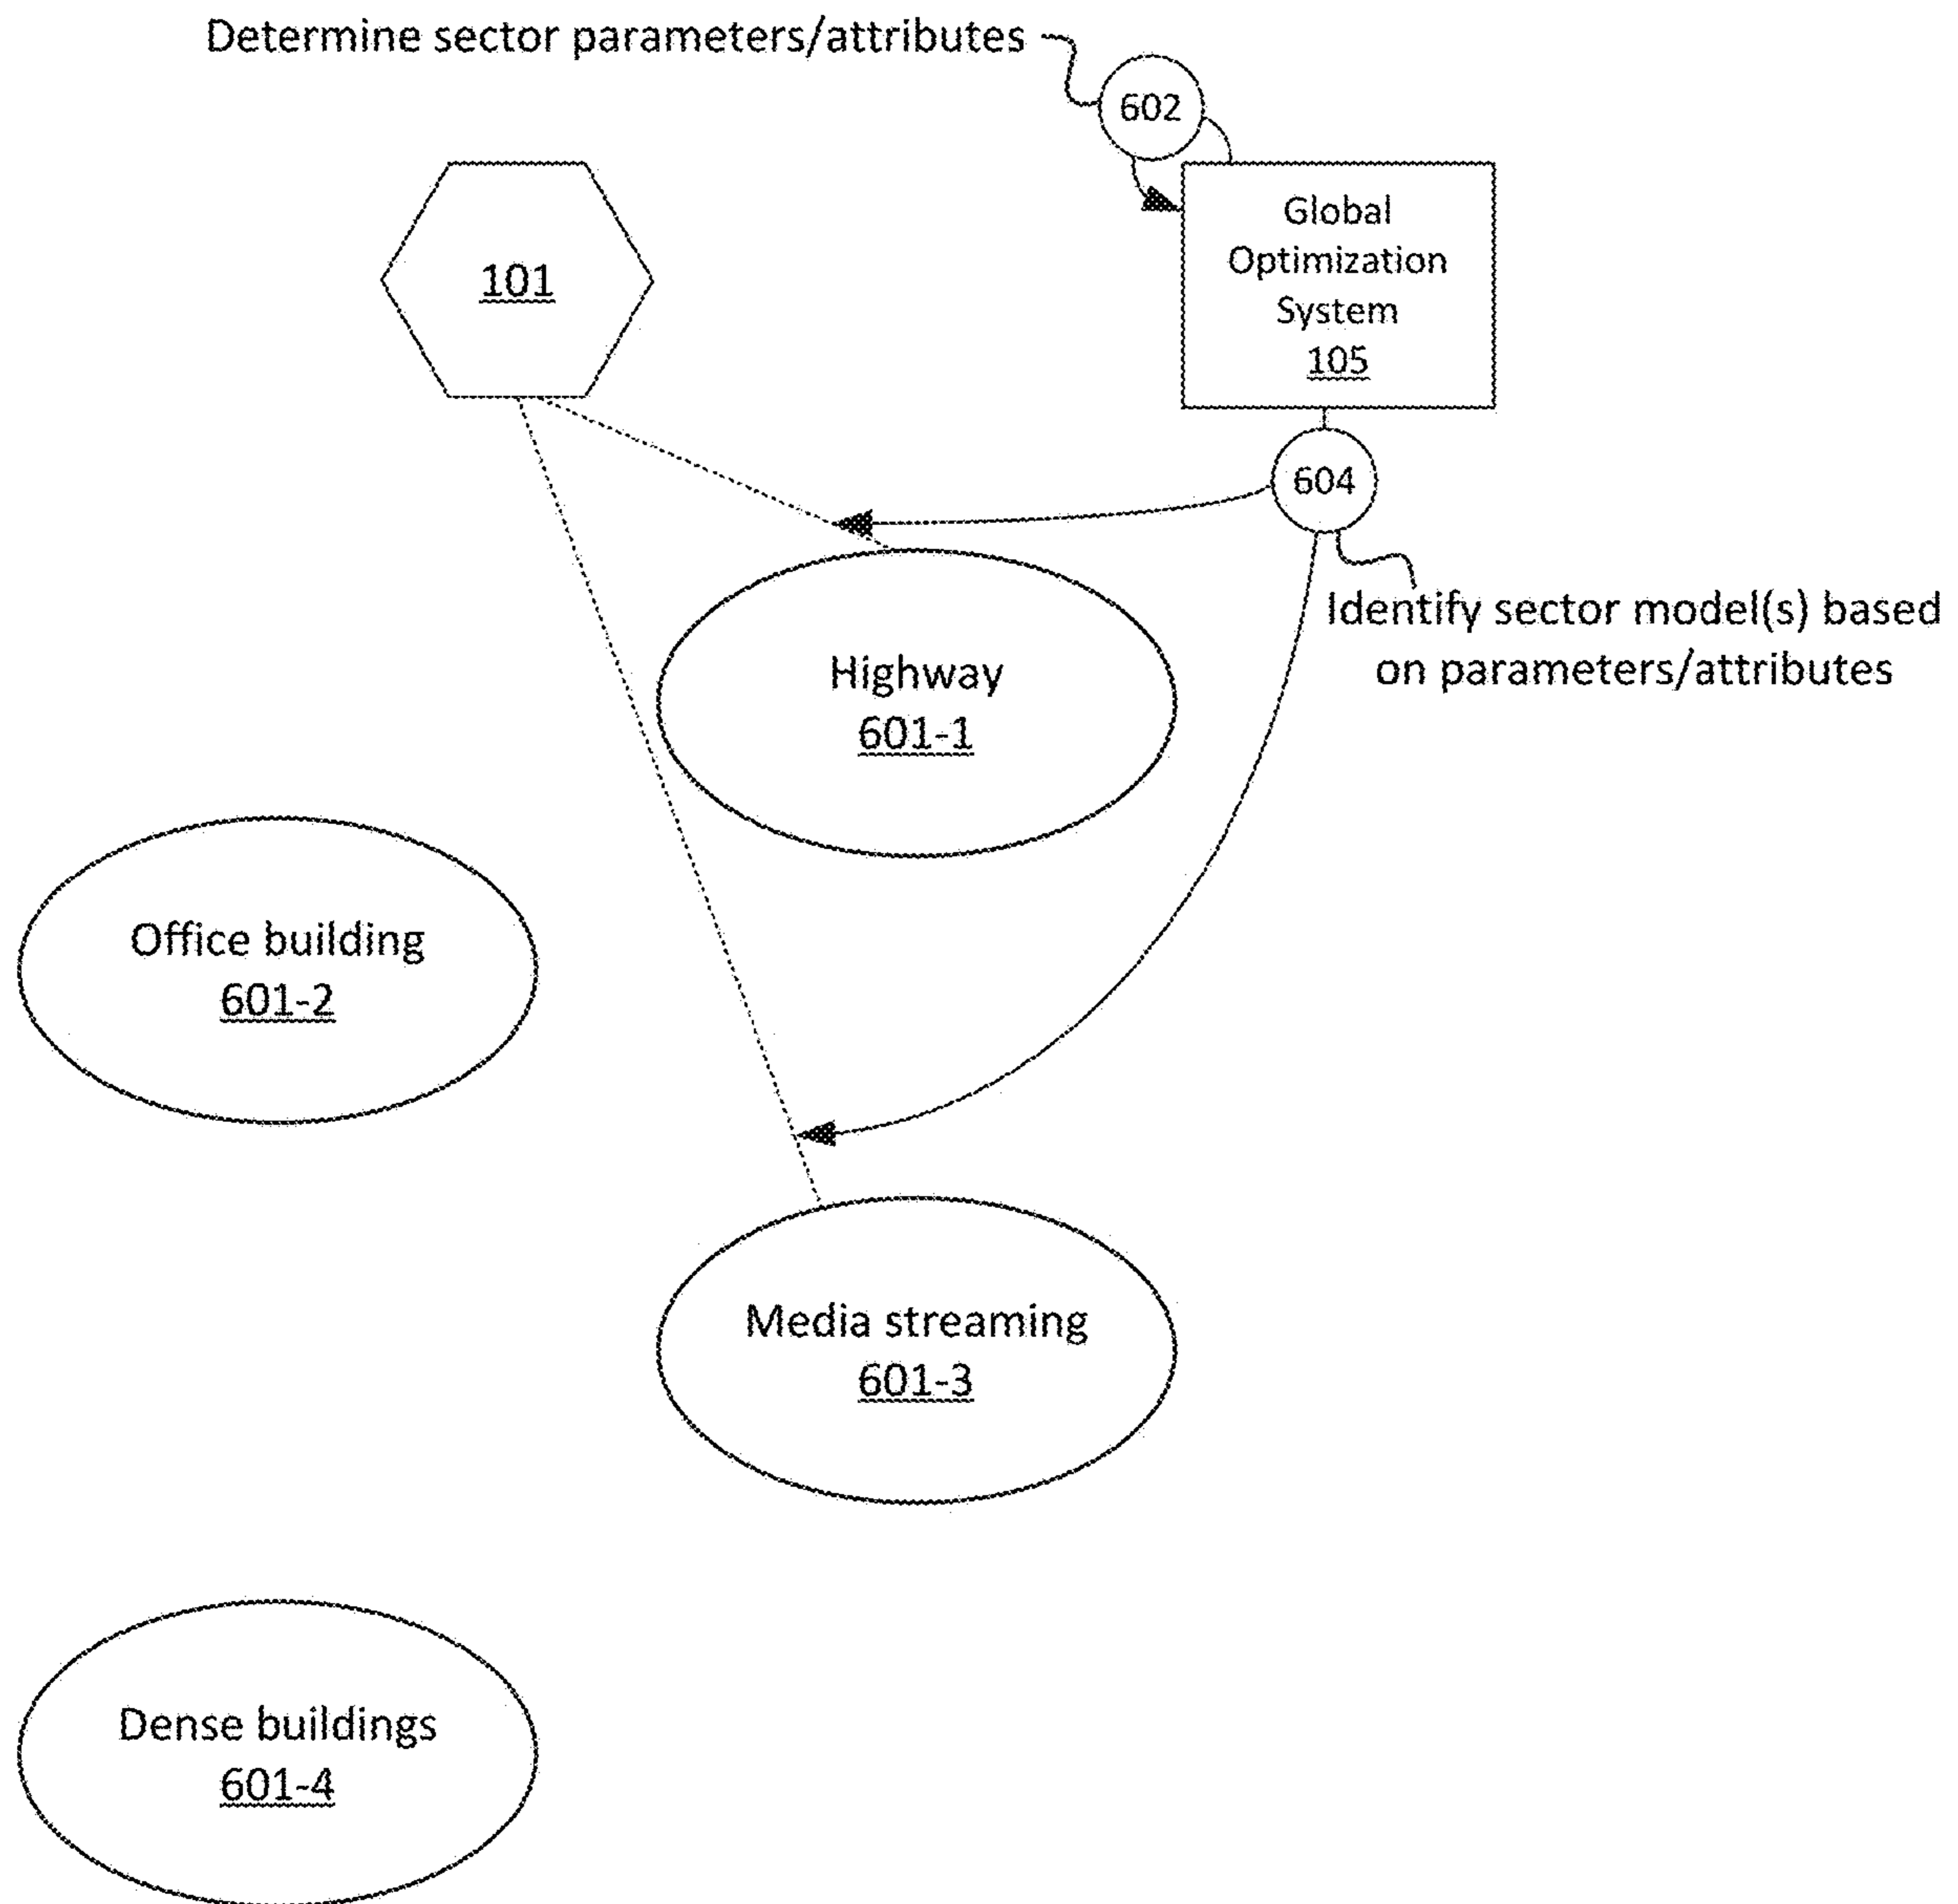 Determine sector parameters/attributes
602
101
Global
Optimization
System
105
604
Identify sector model(s) based
on parameters/attributes
Highway
601-1
Office building
601-2
Media streaming
601-3
Dense buildings
601-4